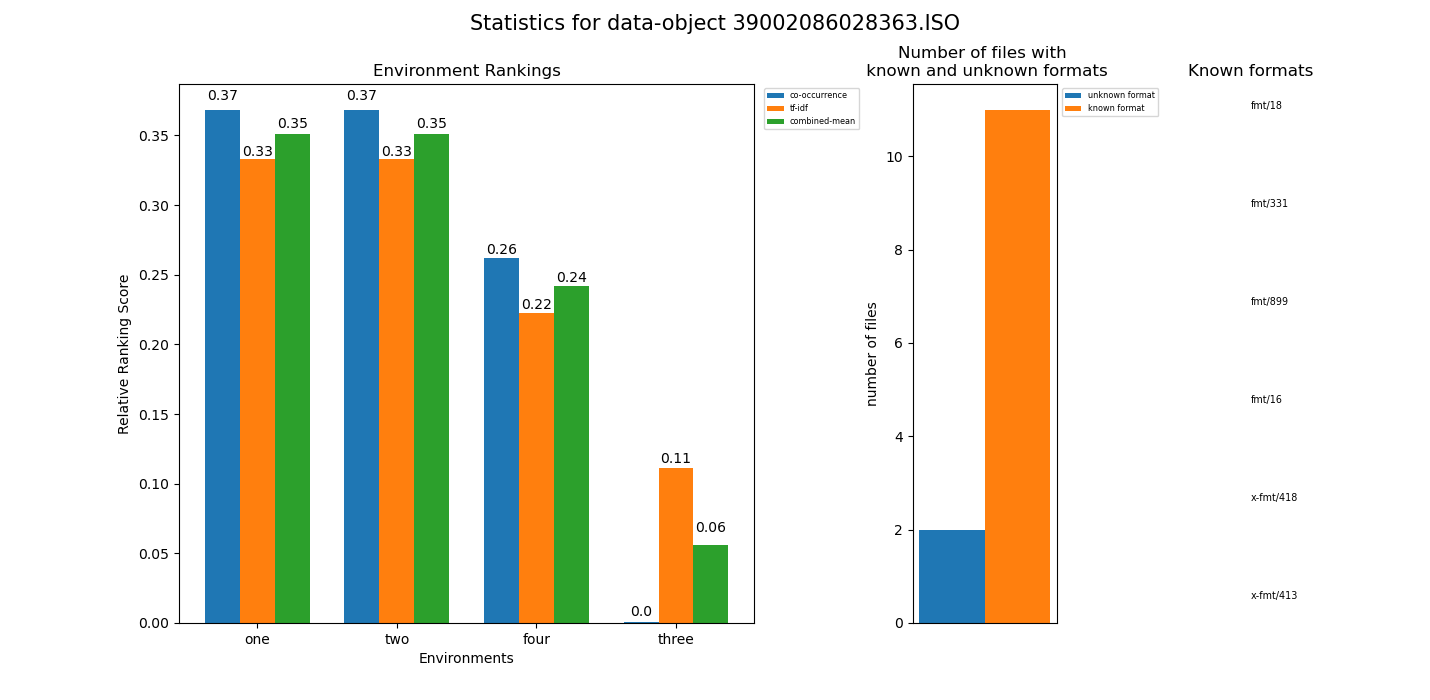 Statistics for data-object 39002086028363.ISO
Environment Rankings
0.37
0.37
0.33
0.33
0.35
0.35
0.26
0.22
0.24
0.0
0.11
0.06
0.35
0.30
0.25
0.20
0.15
0.10
0.05
0.00
Relative Ranking Score
one
two
four
three
Environments
co-occurrence
tf-idf
combined-mean
Number of files with
known and unknown formats
10
8
6
4
2
0
number of files
unknown format
known format
Known formats
fmt/18
fmt/331
fmt/899
fmt/16
x-fmt/418
x-fmt/413